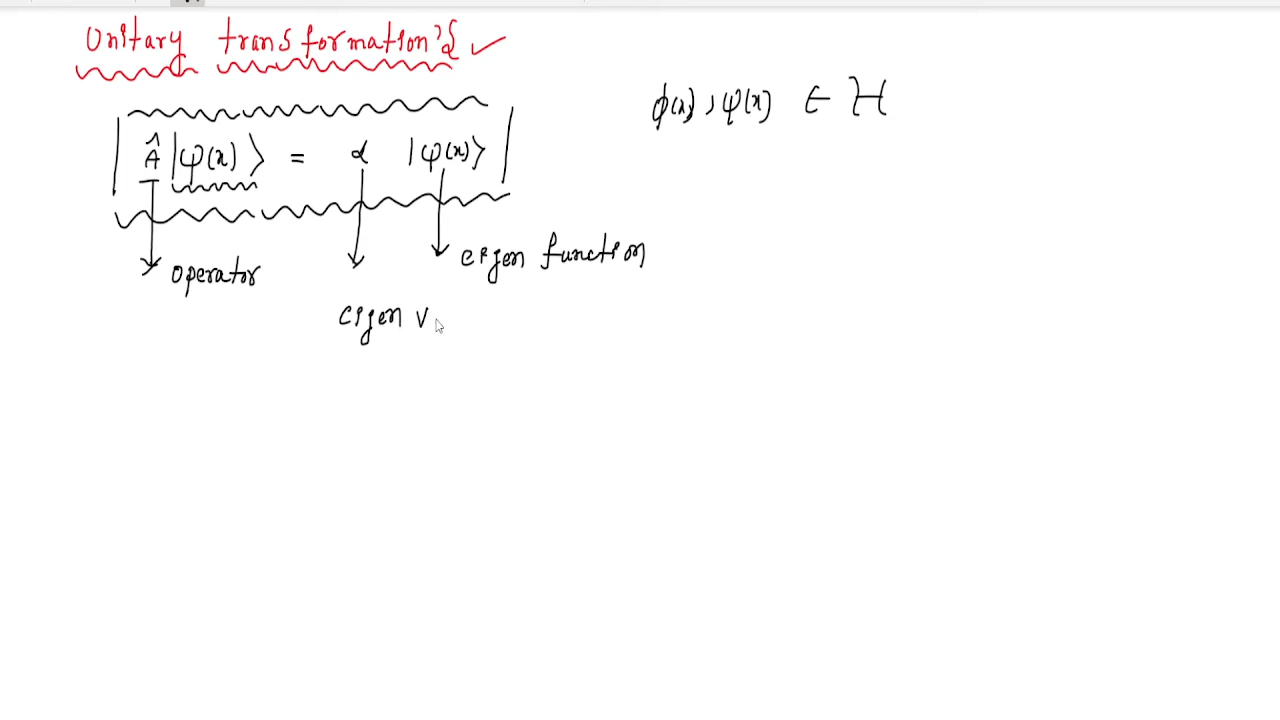 Unitary transformation's
ϕ(x), ψ(x) ∈ H
Â |ψ(x)⟩ = α |ψ(x)⟩
eigen function
operator
eigen v